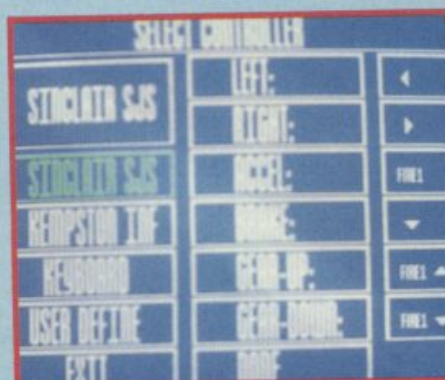 SELECT CONTROLLER
SINCLAIR SJS
SINCLAIR SJS
KEMPSTON INF
KEYBOARD
USER DEFINE
EXIT
LEFT:
RIGHT:
ACCEL:
BRAKE:
GEAR-UP:
GEAR-DOWN:
FIRE1
FIRE1
FIRE1